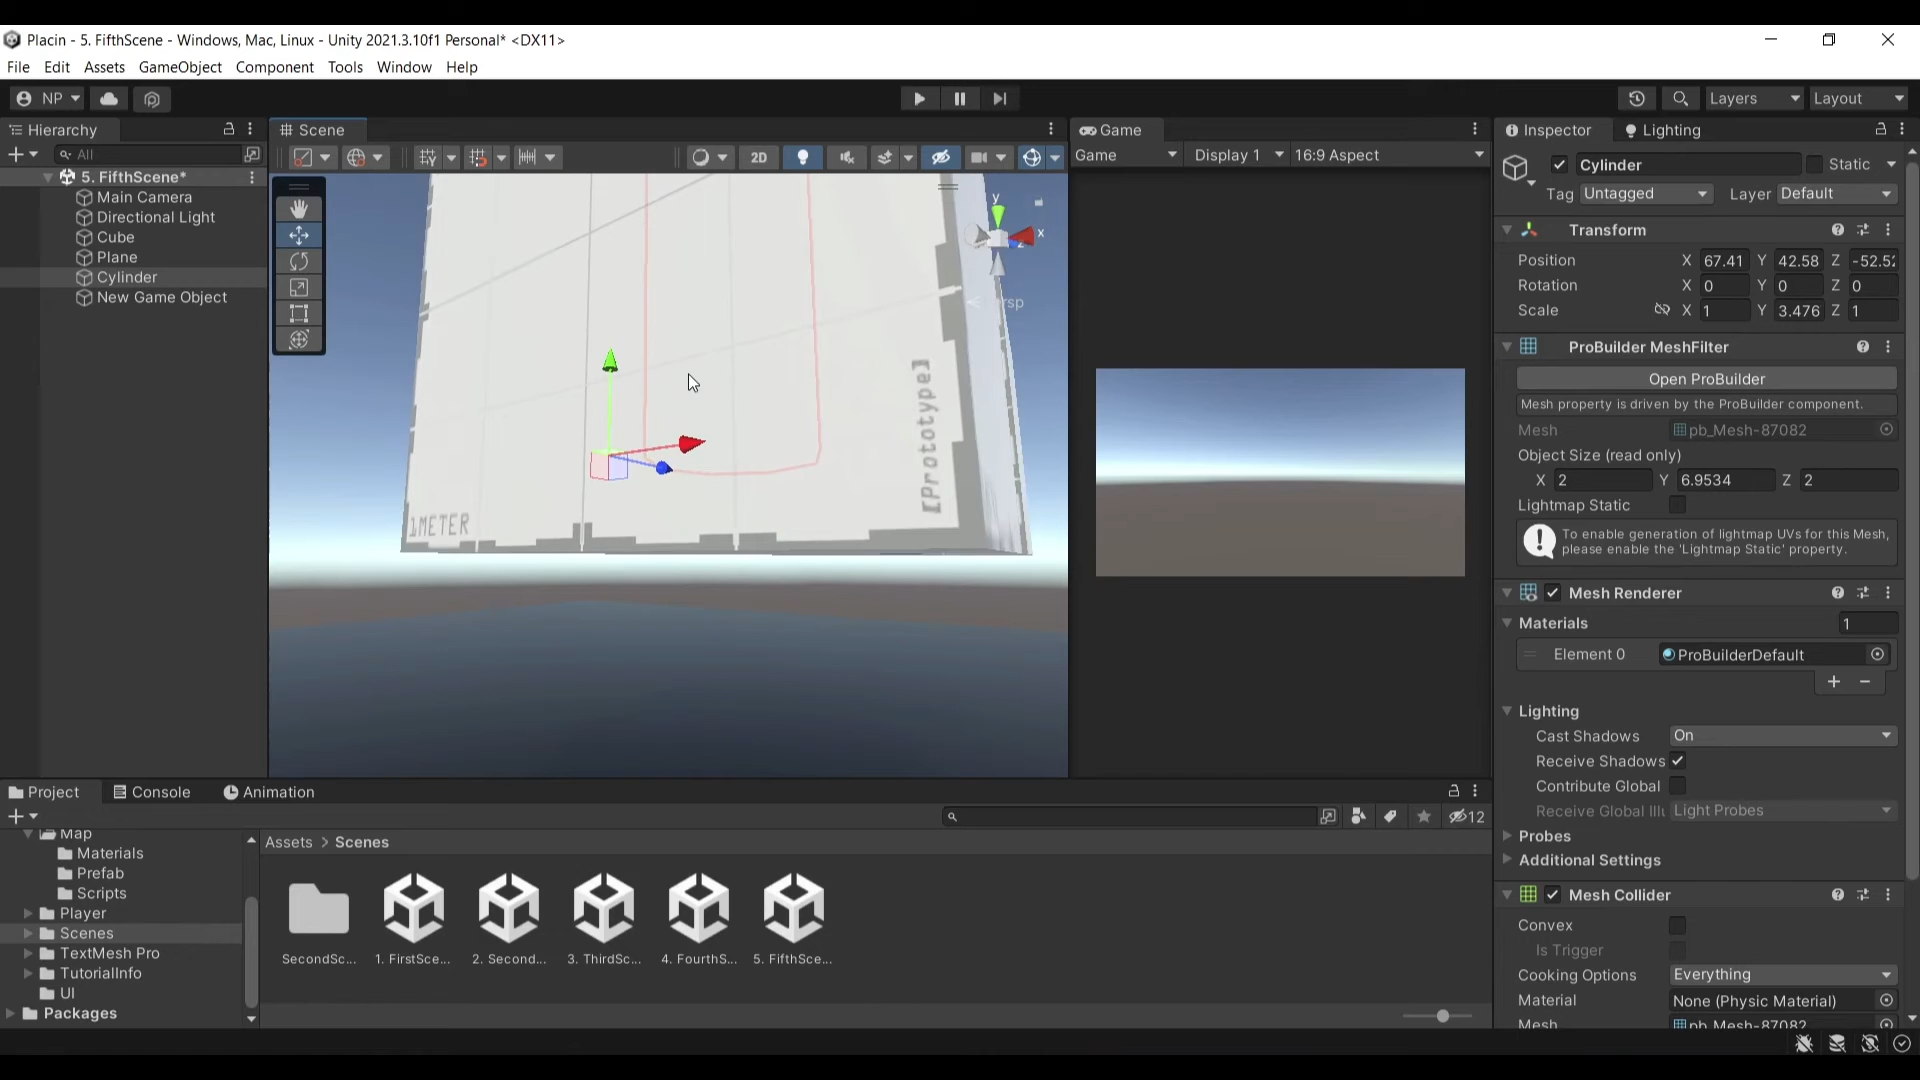 Placin - 5. FifthScene - Windows, Mac, Linux - Unity 2021.3.10f1 Personal* <DX11>
File Edit Assets GameObject Component Tools Window Help
NP Layers Layout
Hierarchy Scene Game Inspector Lighting
All 2D Game Display 1 16:9 Aspect
Cylinder Static
Tag Untagged Layer Default
5. FifthScene*
Main Camera
Directional Light
Cube
Plane
Cylinder
New Game Object
y
x
[Prototype]
1METER
Transform
Position X 67.41 Y 42.58 Z -52.52
Rotation X 0 Y 0 Z 0
Scale X 1 Y 3.476 Z 1
ProBuilder MeshFilter
Open ProBuilder
Mesh property is driven by the ProBuilder component.
Mesh pb_Mesh-87082
Object Size (read only)
X 2 Y 6.9534 Z 2
Lightmap Static
To enable generation of lightmap UVs for this Mesh,
please enable the 'Lightmap Static' property.
Mesh Renderer
Materials 1
Element 0 ProBuilderDefault
Lighting
Cast Shadows On
Receive Shadows
Contribute Global
Receive Global Illu Light Probes
Probes
Additional Settings
Mesh Collider
Convex
Is Trigger
Cooking Options Everything
Material None (Physic Material)
Mesh pb_Mesh-87082
Project Console Animation
12
Map
Materials
Prefab
Scripts
Player
Scenes
TextMesh Pro
TutorialInfo
UI
Packages
Assets > Scenes
SecondSc... 1. FirstSce... 2. Second... 3. ThirdSc... 4. FourthS... 5. FifthSce...